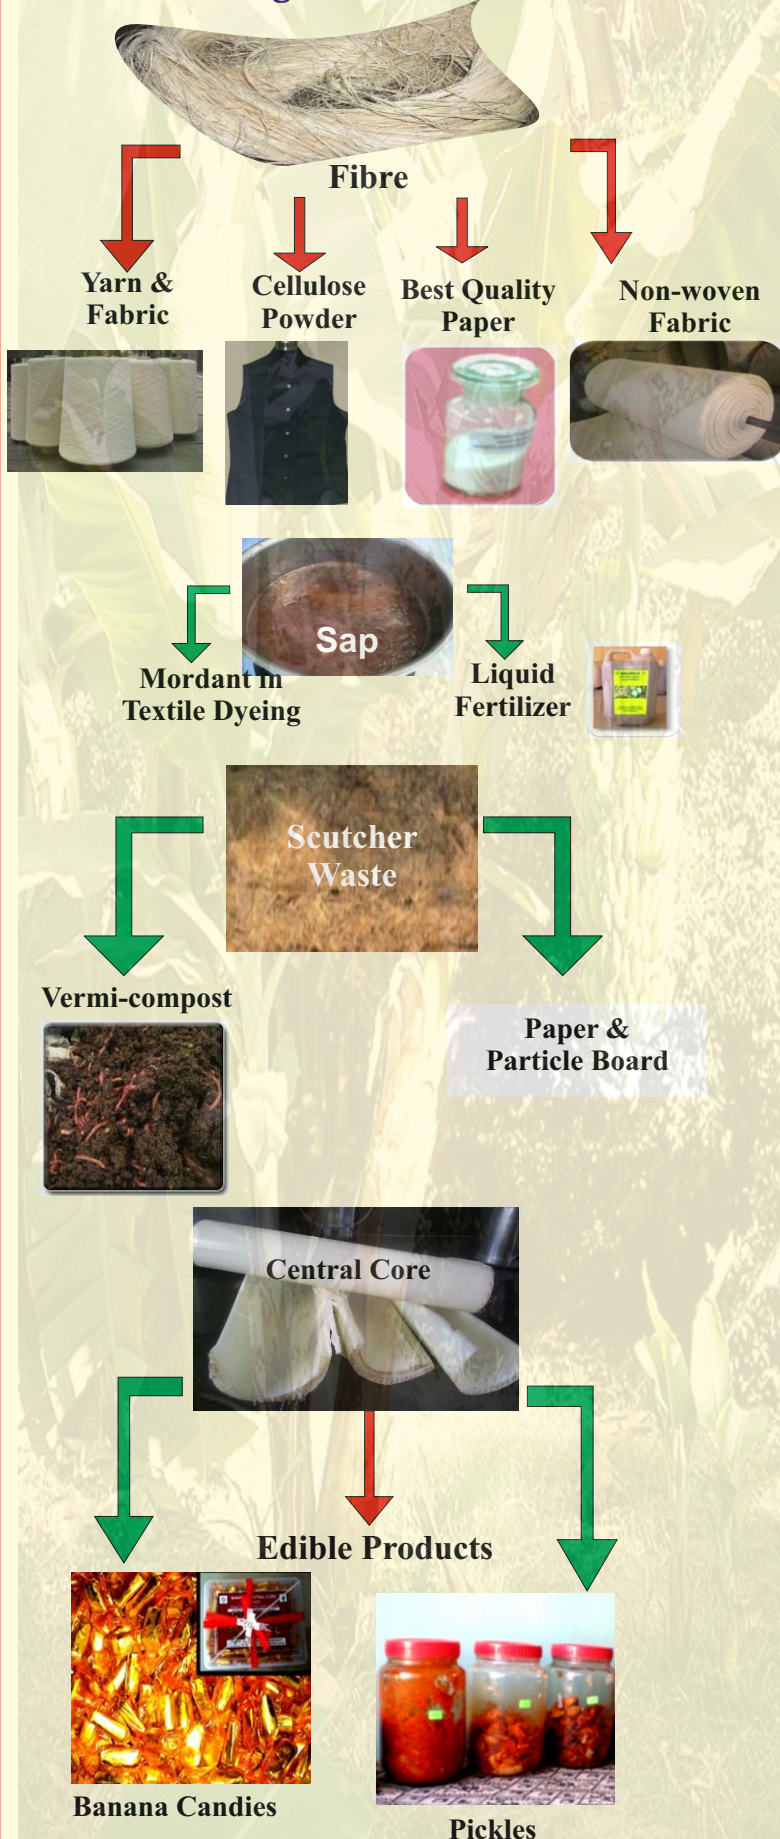 Fibre
Yarn &
Fabric
Cellulose
Powder
Best Quality
Paper
Non-woven
Fabric
Sap
Mordant in
Textile Dyeing
Liquid
Fertilizer
Scutcher
Waste
Vermi-compost
Paper &
Particle Board
Central Core
Edible Products
Banana Candies
Pickles